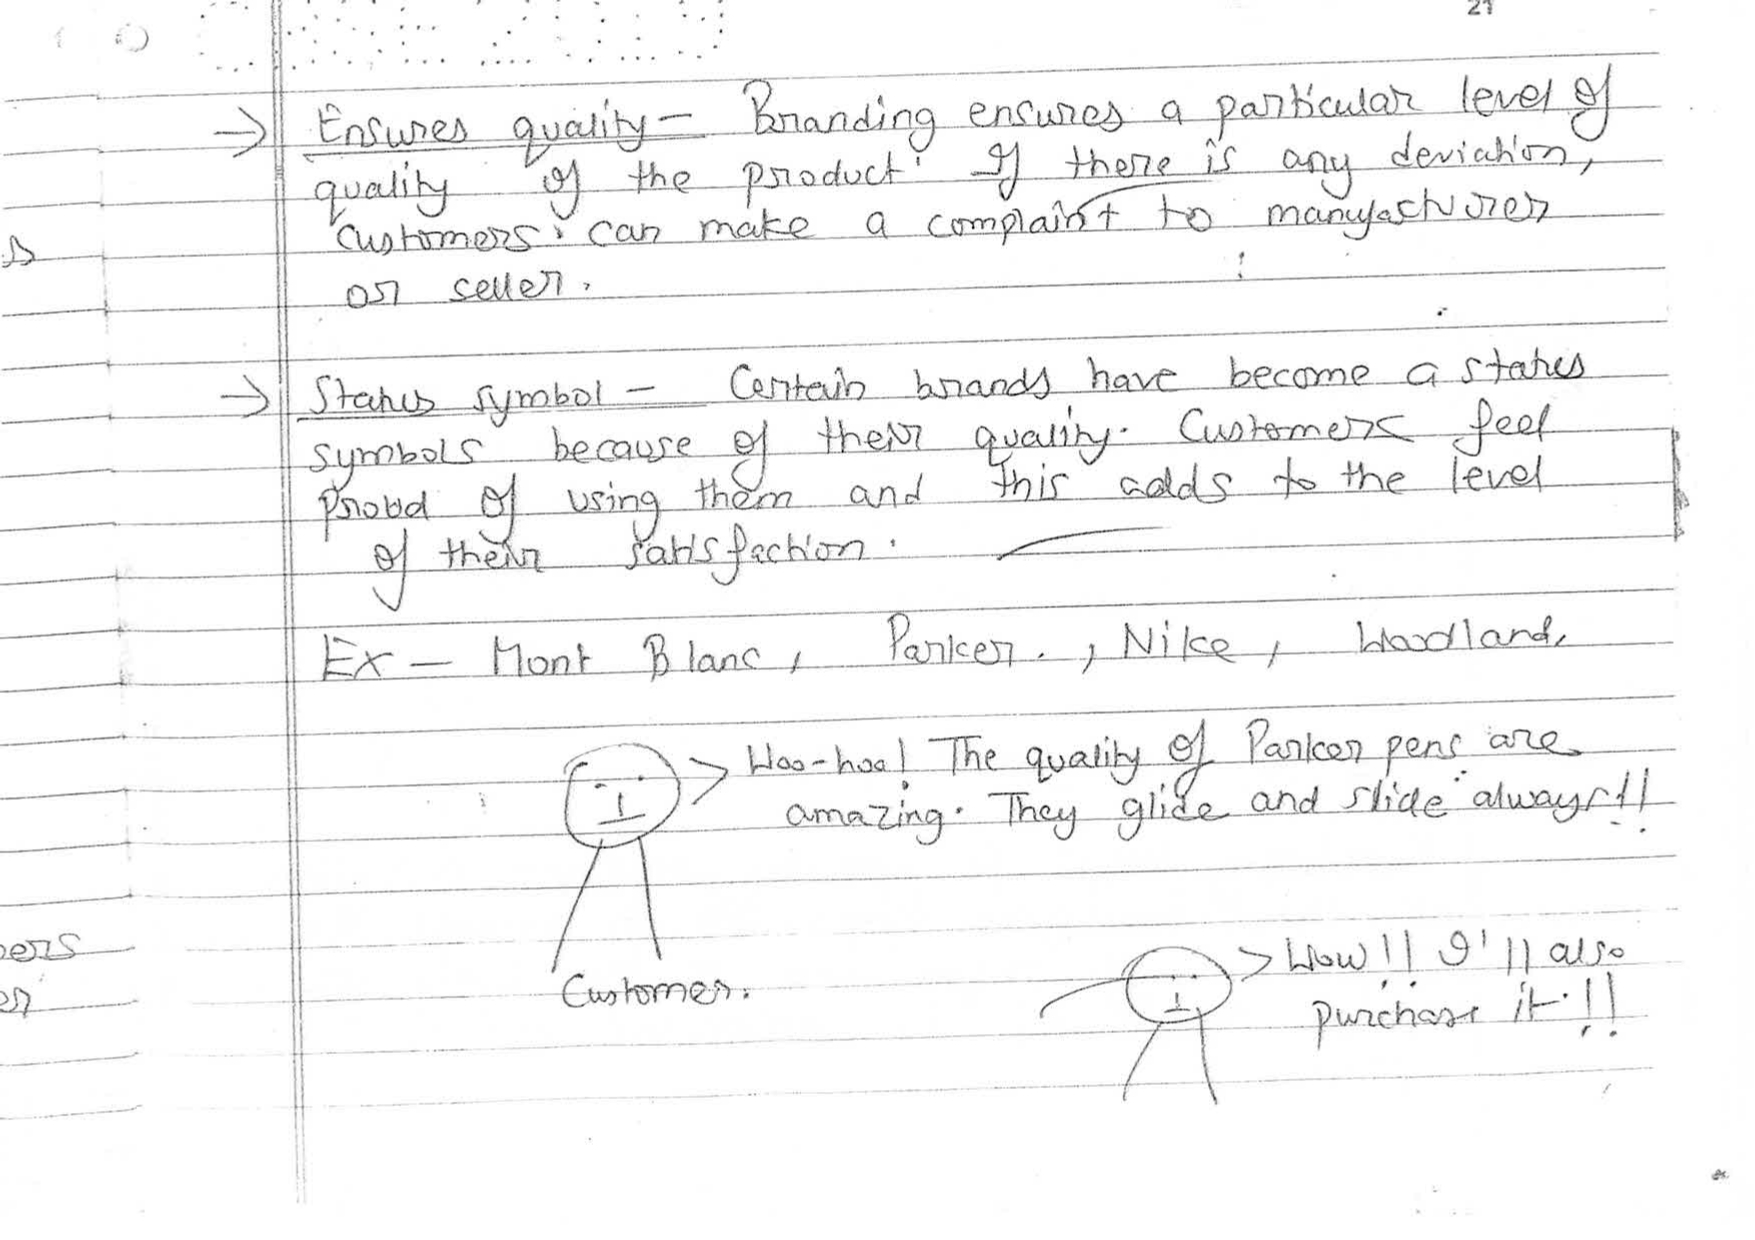 21
→ Ensures quality - Branding ensures a particular level of
quality of the product. If there is any deviation,
customers can make a complaint to manufacturer
or seller.
→ Status symbol - Certain brands have become a status
symbols because of their quality. Customers feel
proud of using them and this adds to the level
of their satisfaction.
Ex - Mont Blanc, Parker, Nike, Woodland.
> Woo-hoo! The quality of Parker pens are
amazing. They glide and slide always!!
Customer.
> Wow!! I'll also
purchase it!!